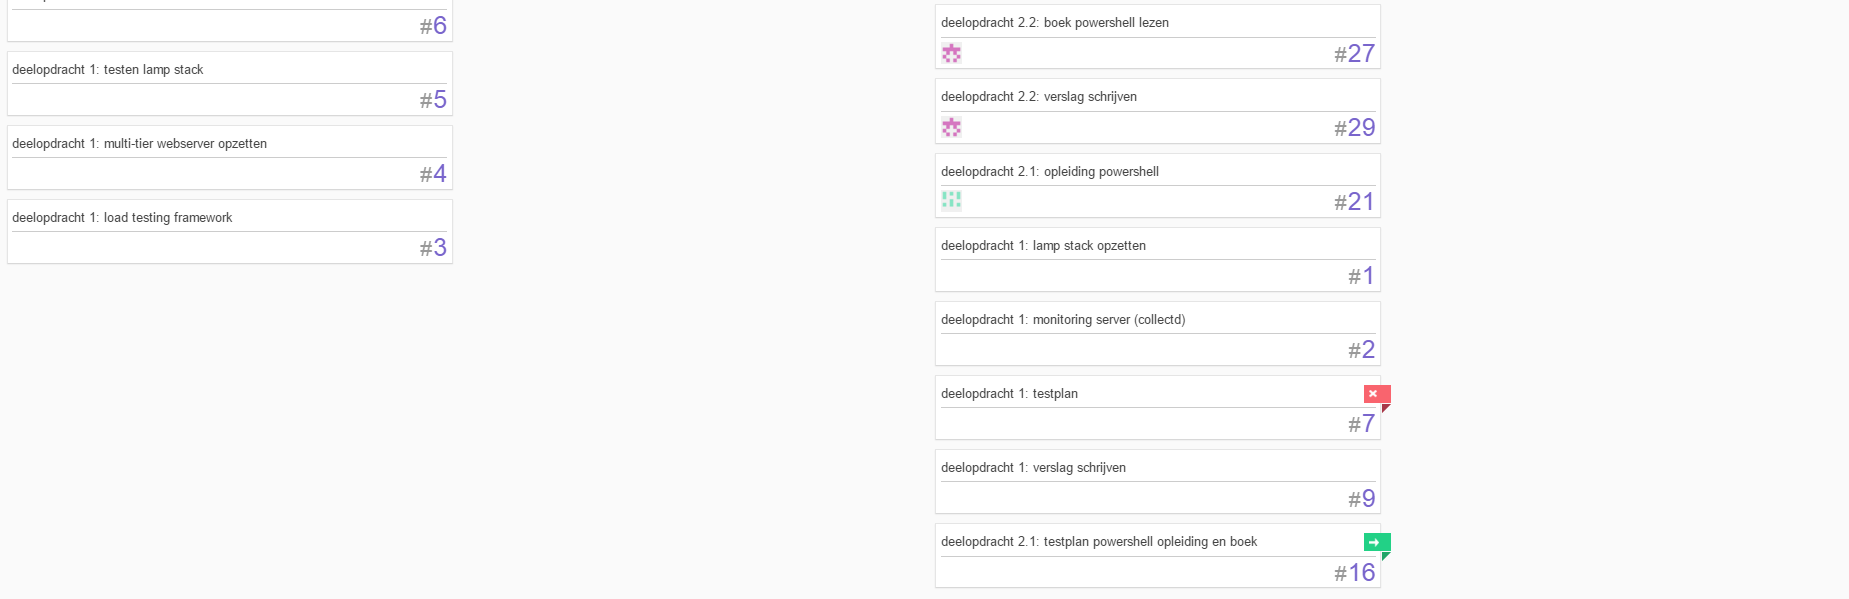 #6
deelopdracht 1: testen lamp stack
#5
deelopdracht 1: multi-tier webserver opzetten
#4
deelopdracht 1: load testing framework
#3
deelopdracht 2.2: boek powershell lezen
#27
deelopdracht 2.2: verslag schrijven
#29
deelopdracht 2.1: opleiding powershell
#21
deelopdracht 1: lamp stack opzetten
#1
deelopdracht 1: monitoring server (collectd)
#2
deelopdracht 1: testplan
#7
deelopdracht 1: verslag schrijven
#9
deelopdracht 2.1: testplan powershell opleiding en boek
#16